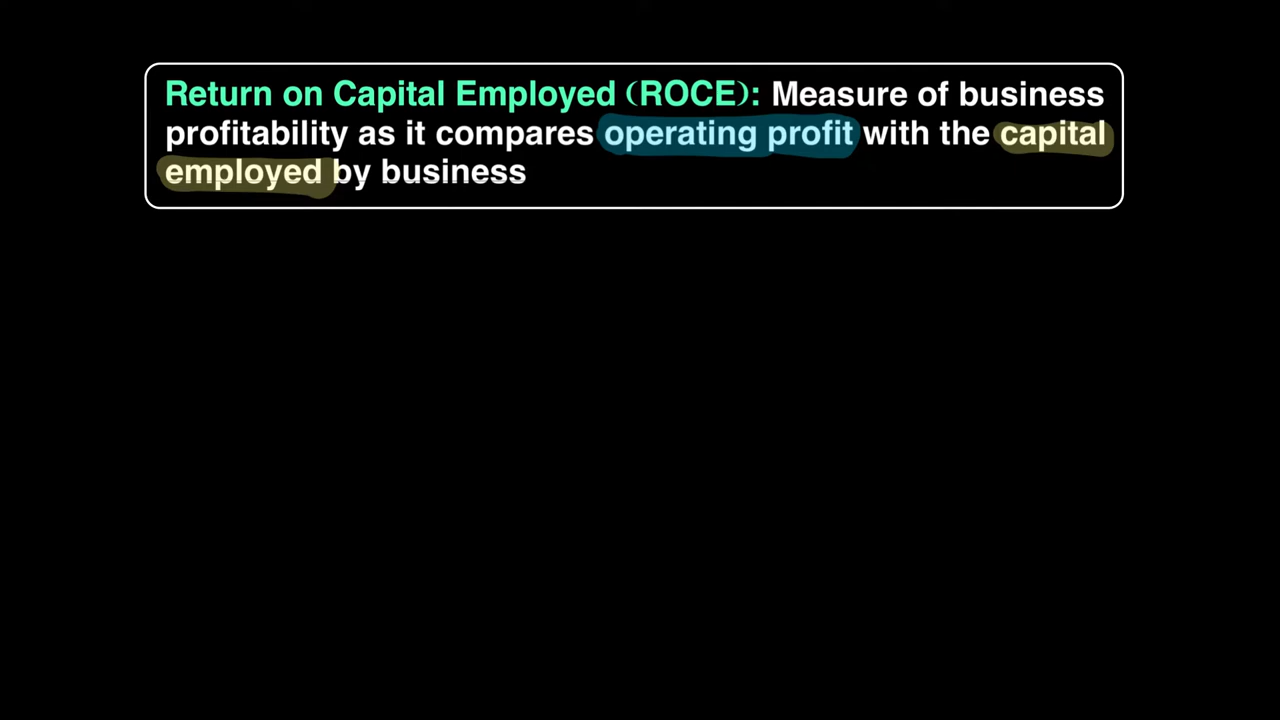 Return on Capital Employed (ROCE): Measure of business
profitability as it compares operating profit with the capital
employed by business